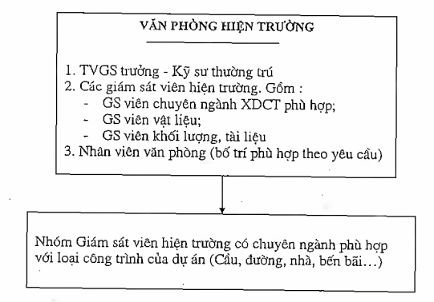 VĂN PHÒNG HIỆN TRƯỜNG
1. TVGS trưởng - Kỹ sư thường trú
2. Các giám sát viên hiện trường. Gồm :
- GS viên chuyên ngành XDCT phù hợp;
- GS viên vật liệu;
- GS viên khối lượng, tài liệu
3. Nhân viên văn phòng (bố trí phù hợp theo yêu cầu)
Nhóm Giám sát viên hiện trường có chuyên ngành phù hợp
với loại công trình của dự án (Cầu, đường, nhà, bến bãi...)